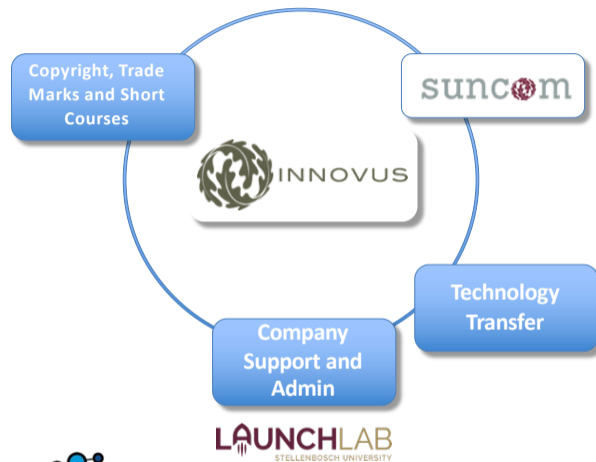 Copyright, Trade
Marks and Short
Courses
suncom
INNOVUS
Technology
Transfer
Company
Support and
Admin
LAUNCHLAB
STELLENBOSCH UNIVERSITY